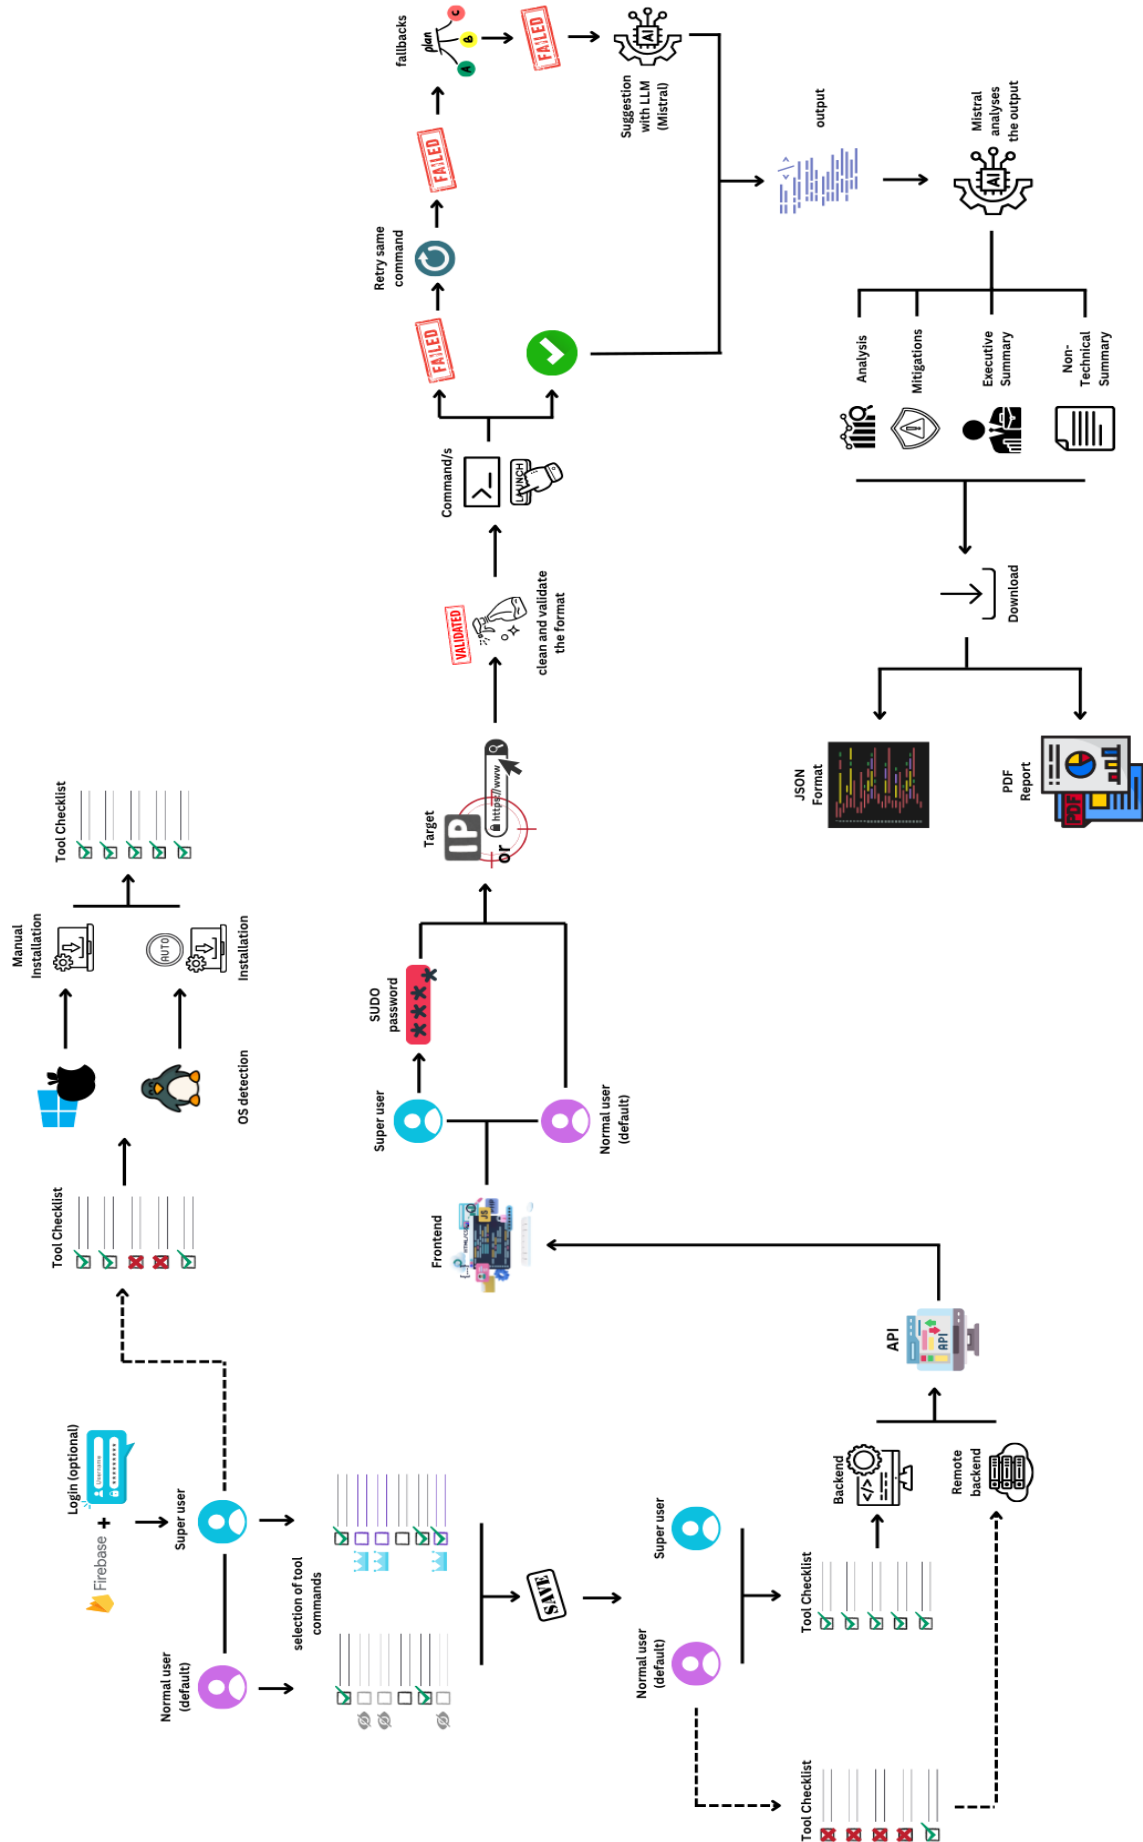 Login (optional)
Firebase
+
Username
Super user
Normal user
(default)
selection of tool
commands
SAVE
Normal user
(default)
Super user
Tool Checklist
Tool Checklist
Backend
Remote
backend
API
API
Tool Checklist
OS detection
Manual
Installation
AUTO
Installation
Tool Checklist
Frontend
JS
Super user
Normal user
(default)
SUDO
password
****
Target
IP
or
https://www
VALIDATED
clean and validate
the format
Command/s
>_
LAUNCH
FAILED
Retry same
command
FAILED
fallbacks
plan
A
B
C
FAILED
AI
Suggestion
with LLM
(Mistral)
output
</>
AI
Mistral
analyses
the output
Analysis
Mitigations
Executive
Summary
Non-
Technical
Summary
Download
JSON
Format
PDF
Report
PDF